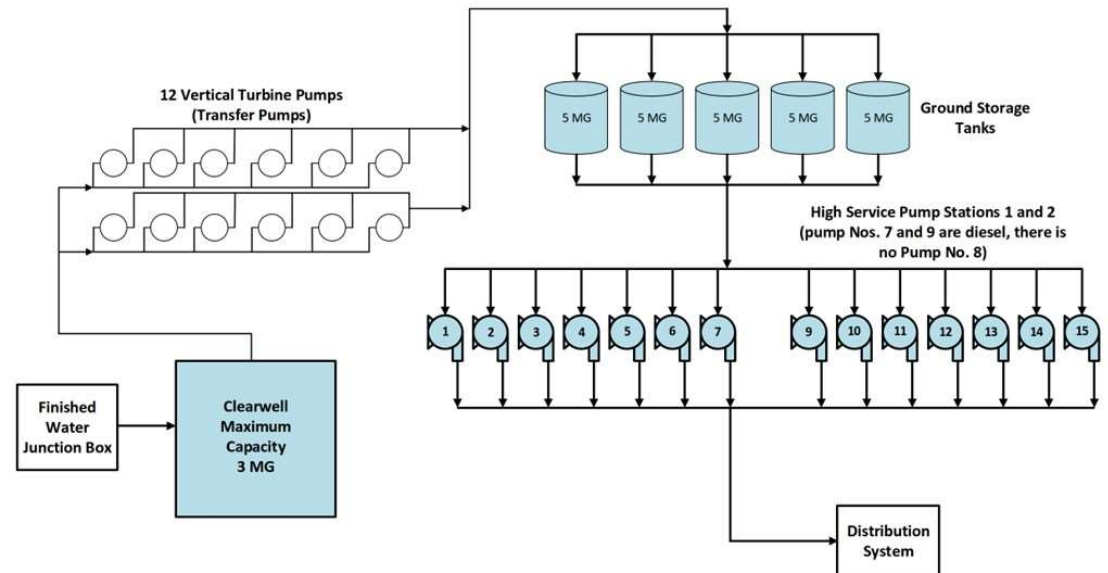 12 Vertical Turbine Pumps
(Transfer Pumps)
5 MG
5 MG
5 MG
5 MG
5 MG
Ground Storage
Tanks
High Service Pump Stations 1 and 2
(pump Nos. 7 and 9 are diesel, there is
no Pump No. 8)
1
2
3
4
5
6
7
9
10
11
12
13
14
15
Finished
Water
Junction Box
Clearwell
Maximum
Capacity
3 MG
Distribution
System